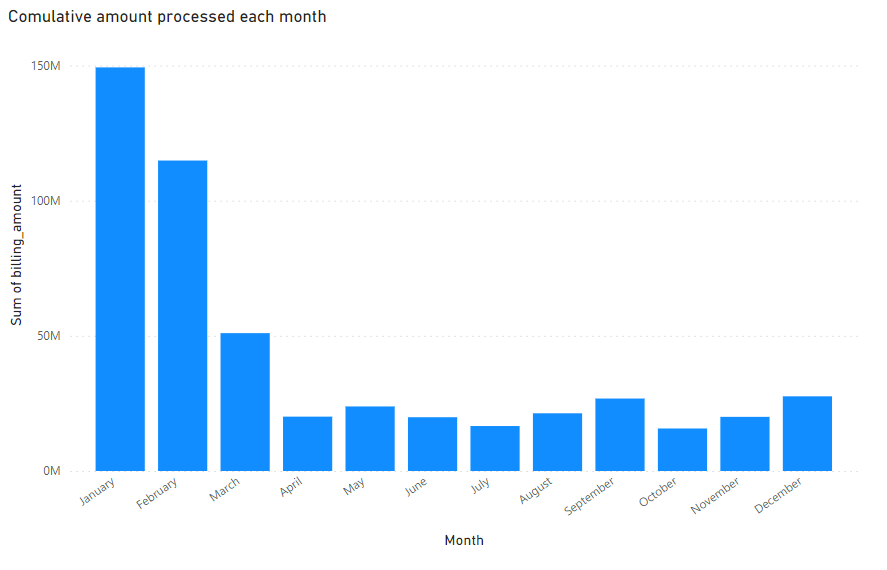 Comulative amount processed each month
Sum of billing_amount
150M
100M
50M
0M
January
February
March
April
May
June
July
August
September
October
November
December
Month